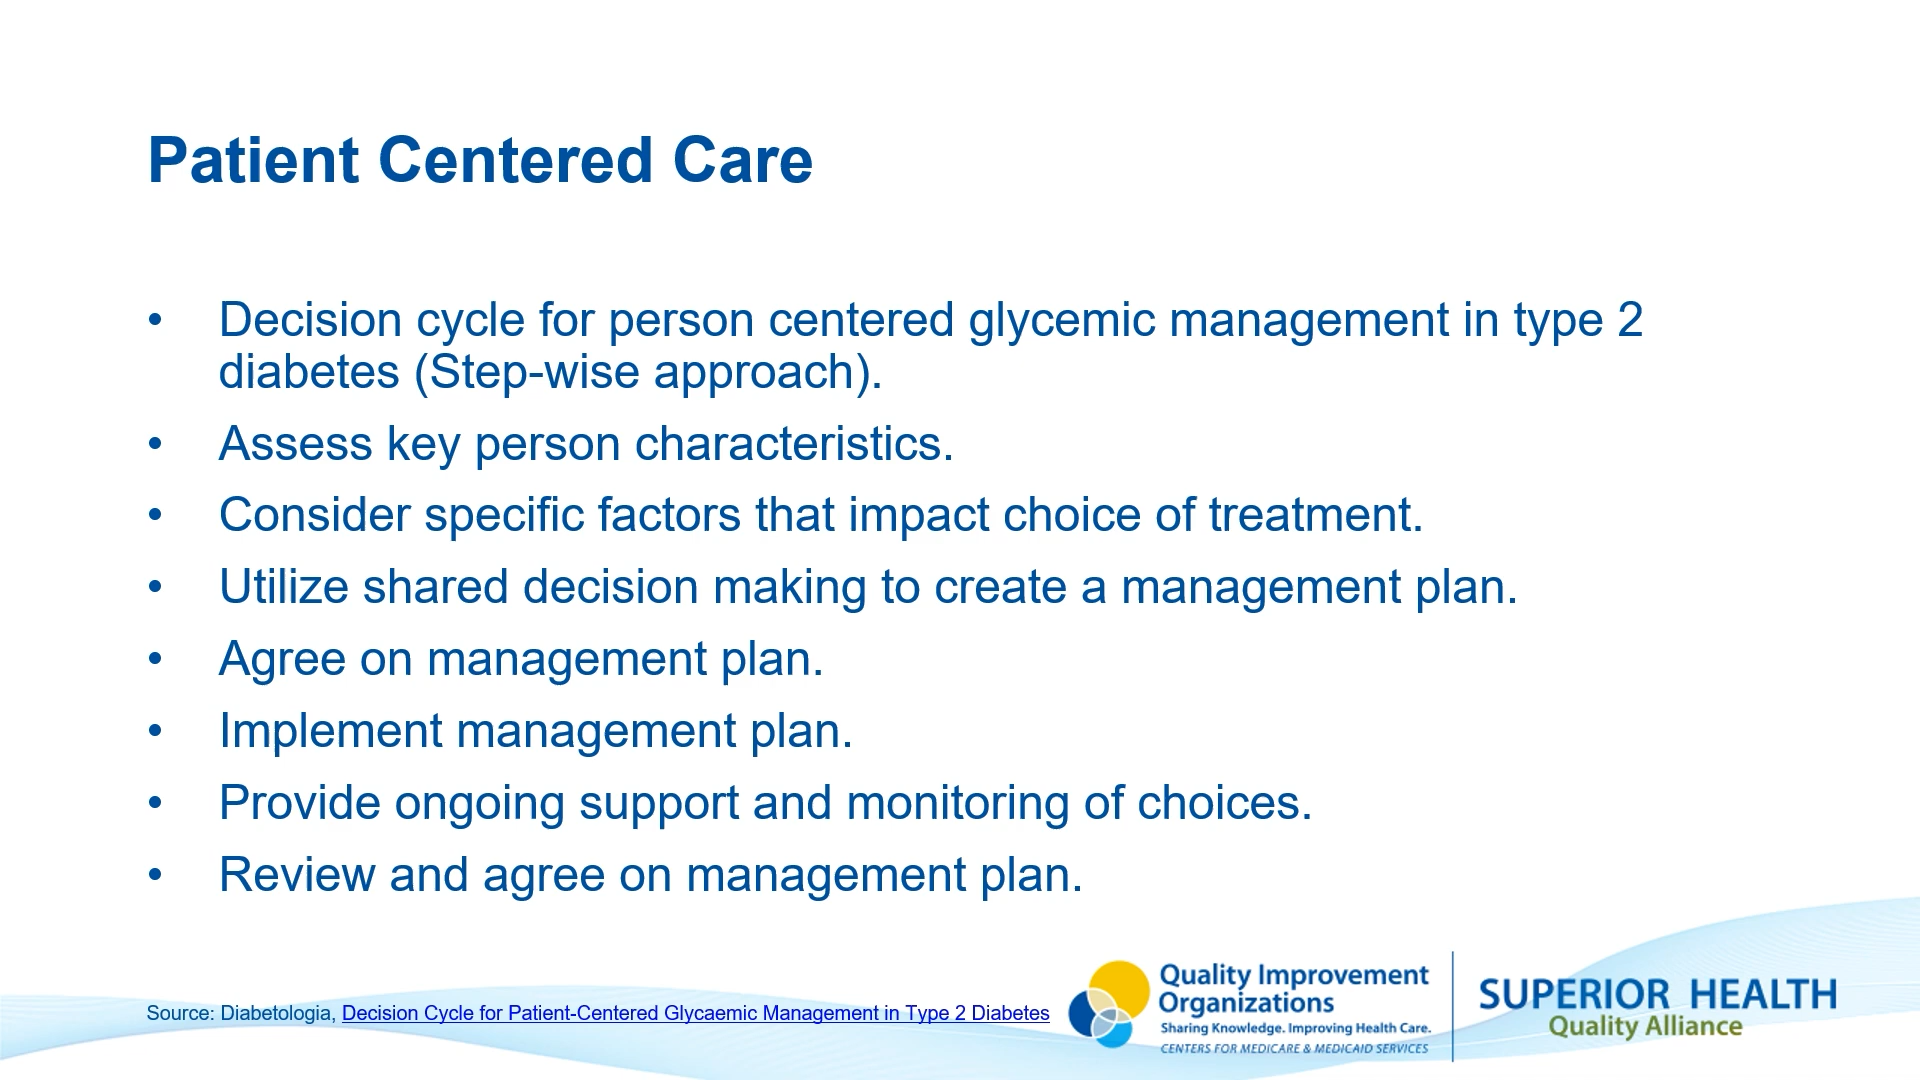 Patient Centered Care
• Decision cycle for person centered glycemic management in type 2
diabetes (Step-wise approach).
• Assess key person characteristics.
• Consider specific factors that impact choice of treatment.
• Utilize shared decision making to create a management plan.
• Agree on management plan.
• Implement management plan.
• Provide ongoing support and monitoring of choices.
• Review and agree on management plan.
Source: Diabetologia, Decision Cycle for Patient-Centered Glycaemic Management in Type 2 Diabetes
Quality Improvement
Organizations
Sharing Knowledge. Improving Health Care.
CENTERS FOR MEDICARE & MEDICAID SERVICES
SUPERIOR HEALTH
Quality Alliance